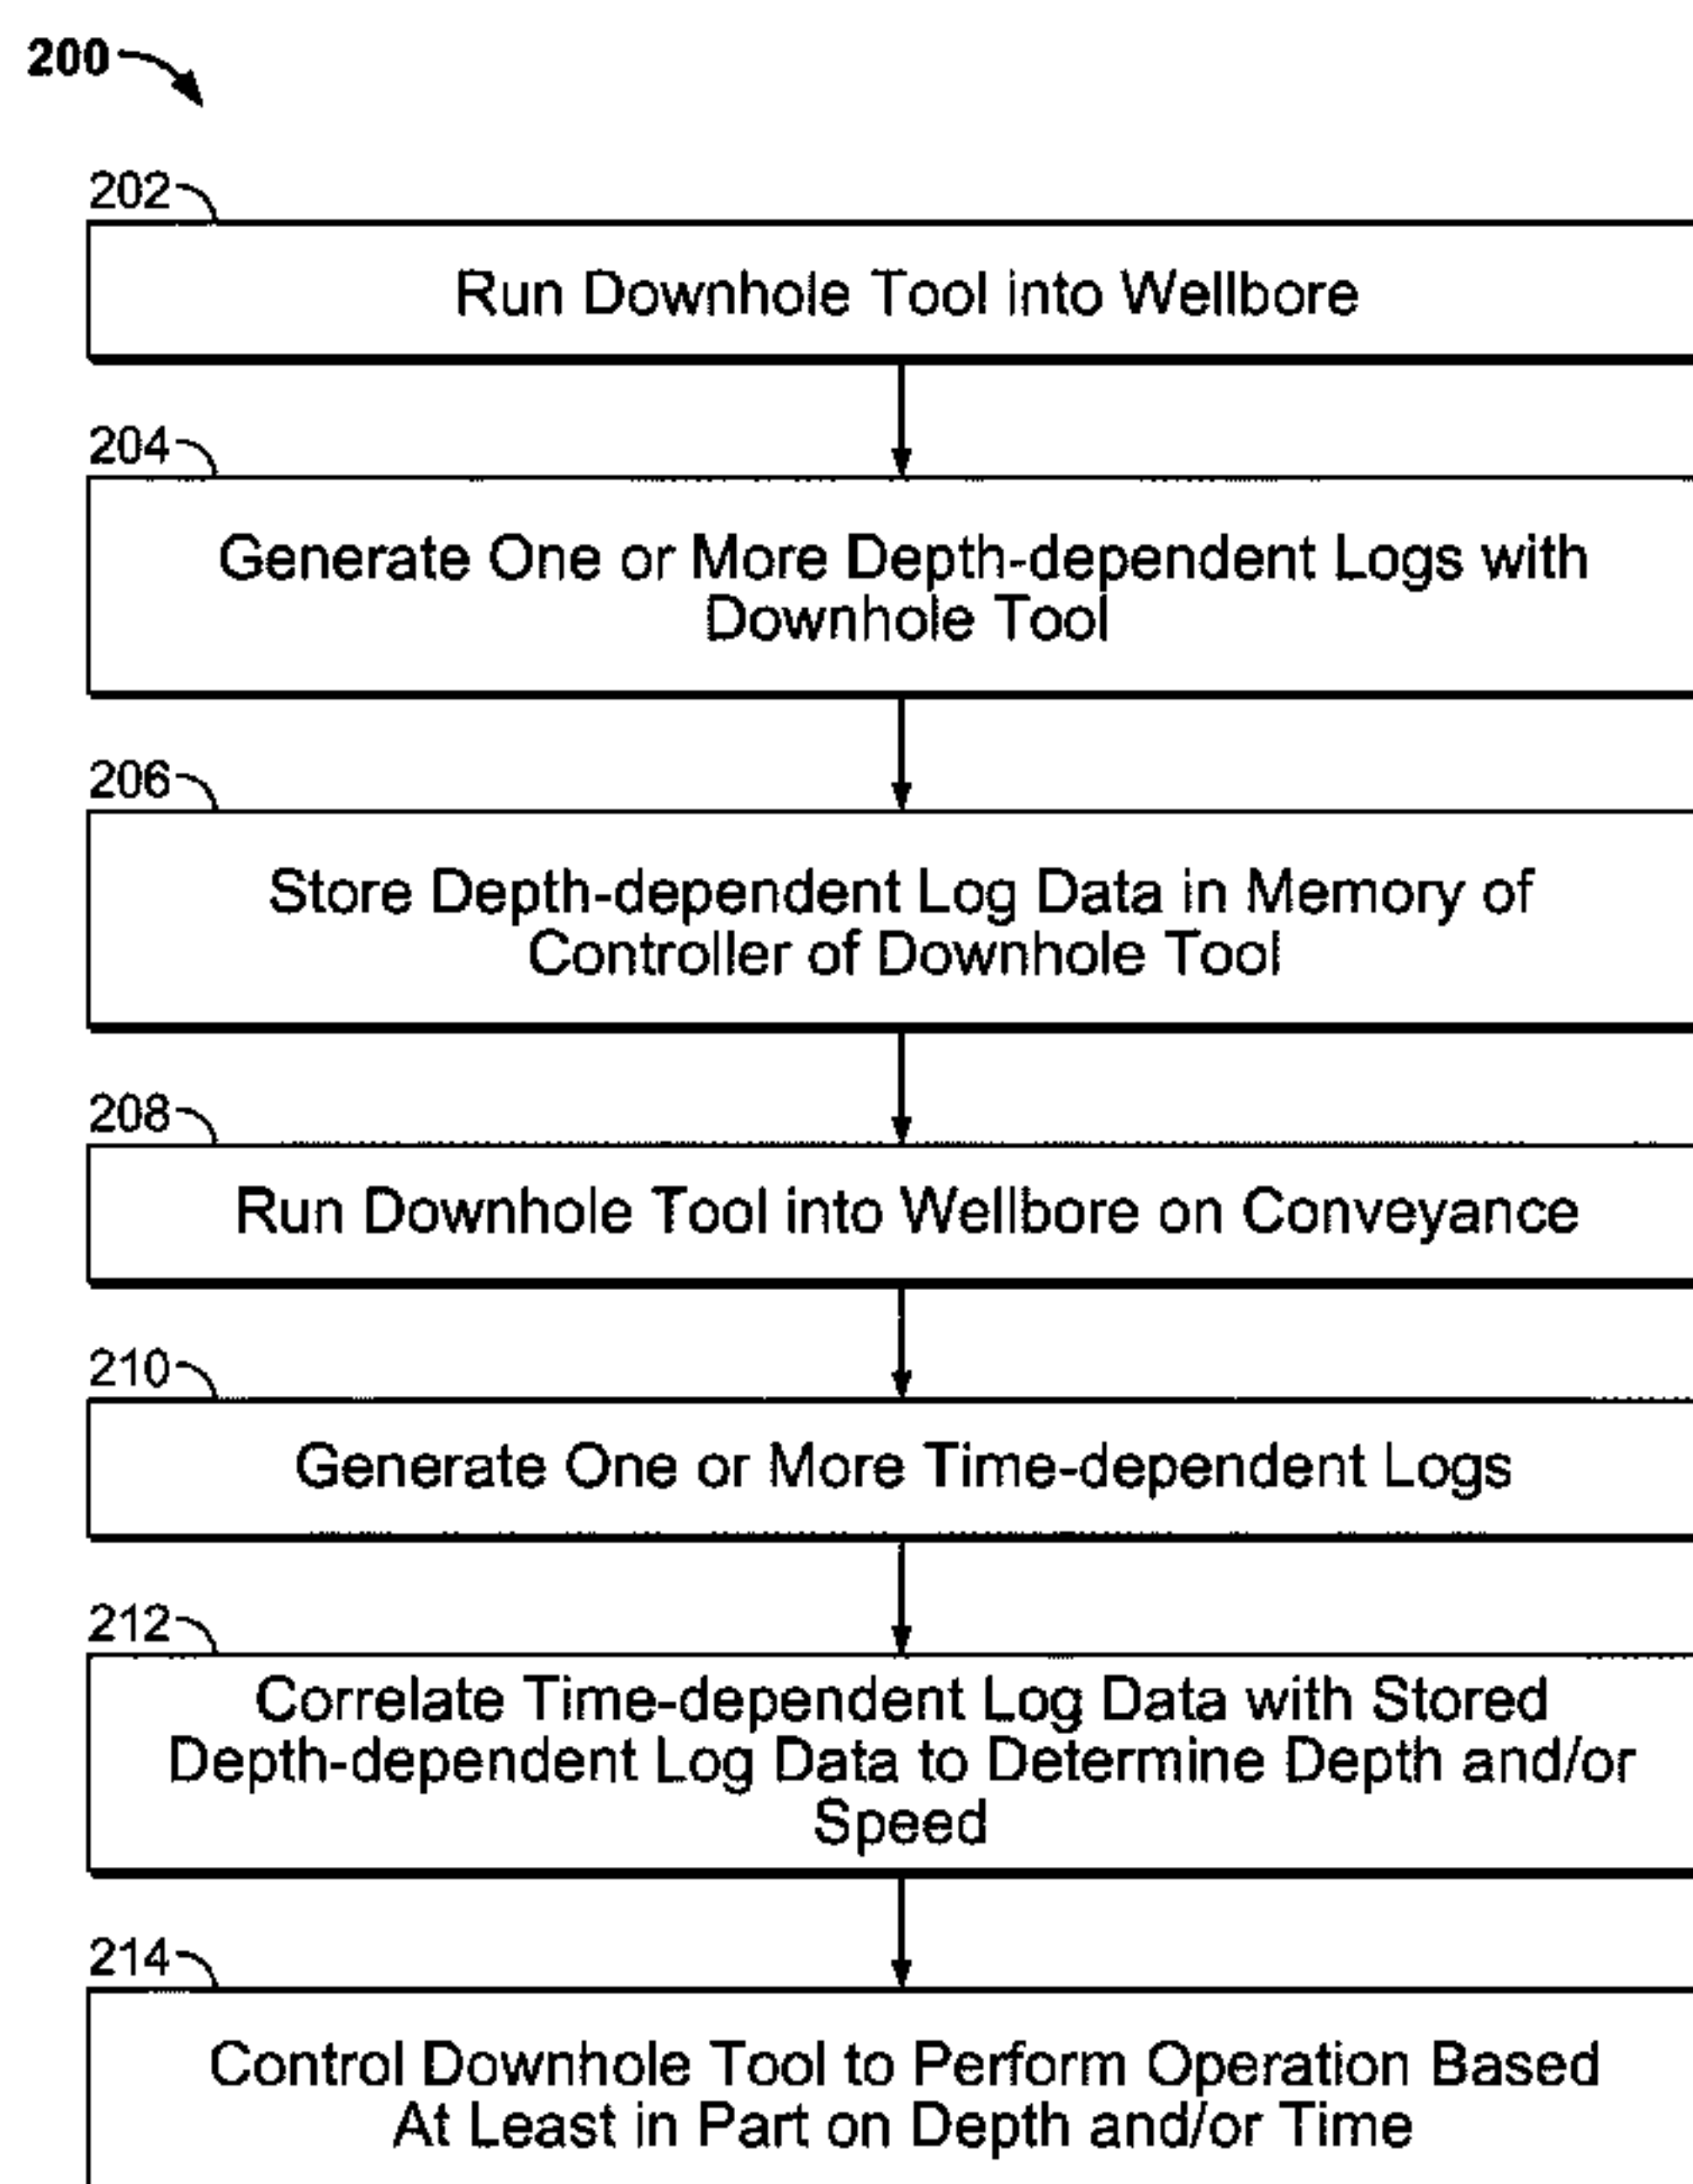 200
202
Run Downhole Tool into Wellbore
204
Generate One or More Depth-dependent Logs with
Downhole Tool
206
Store Depth-dependent Log Data in Memory of
Controller of Downhole Tool
208
Run Downhole Tool into Wellbore on Conveyance
210
Generate One or More Time-dependent Logs
212
Correlate Time-dependent Log Data with Stored
Depth-dependent Log Data to Determine Depth and/or
Speed
214
Control Downhole Tool to Perform Operation Based
At Least in Part on Depth and/or Time